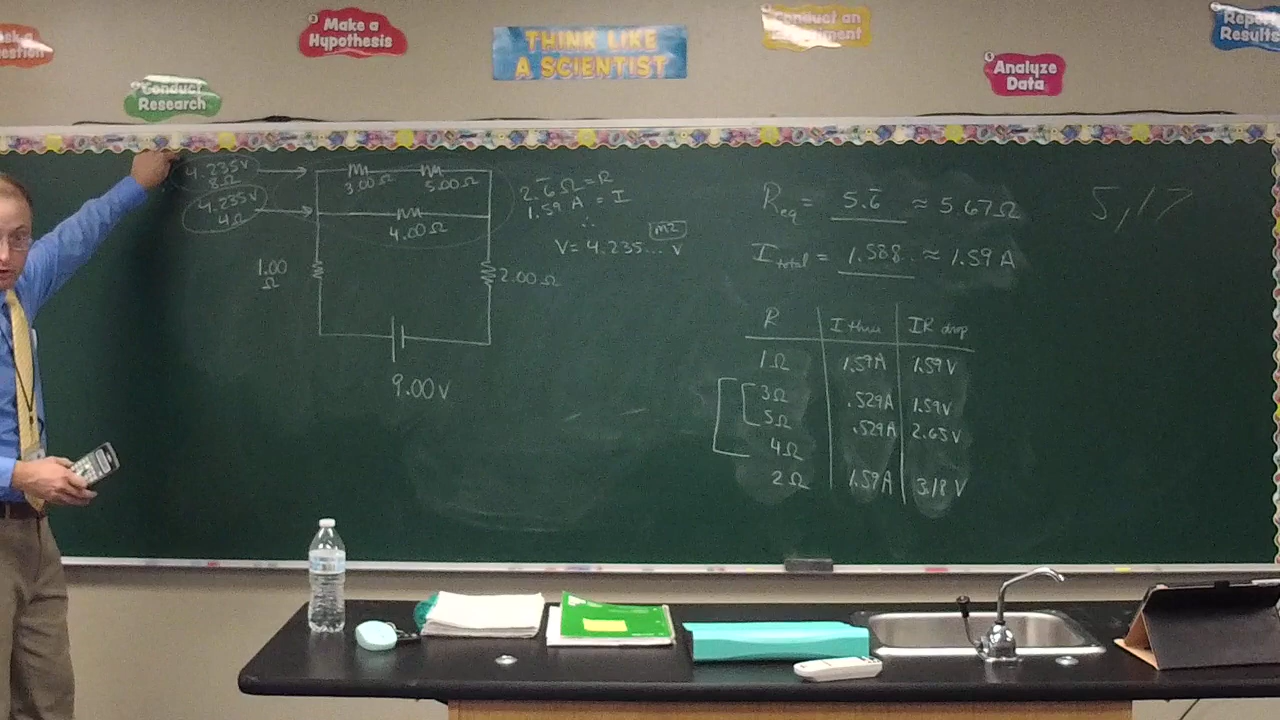 Make a
Hypothesis
THINK LIKE
A SCIENTIST
Conduct an
Report
Results
Conduct
Research
Analyze
Data
4.235V
8Ω
4.235V
4Ω
3.00Ω
5.00Ω
4.00Ω
1.00
Ω
2.00Ω
9.00V
2.6̅Ω=R
1.59 A = I
∴
M2
V= 4.235... V
Req = 5.6̅ ≈ 5.67Ω
Itotal = 1.588.. ≈ 1.59A
5,17
R I thru IR drop
1Ω 1.59A 1.59V
3Ω .529A 1.59V
5Ω .529A 2.65V
4Ω
2Ω 1.59A 3.18V